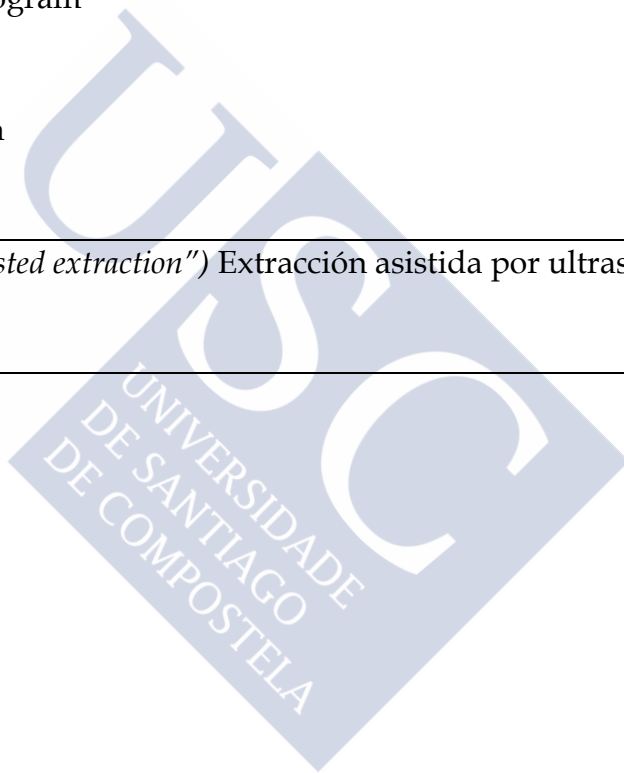 ogram
n
sted extraction") Extracción asistida por ultras
USC
UNIVERSIDADE
DE SANTIAGO
DE COMPOSTELA